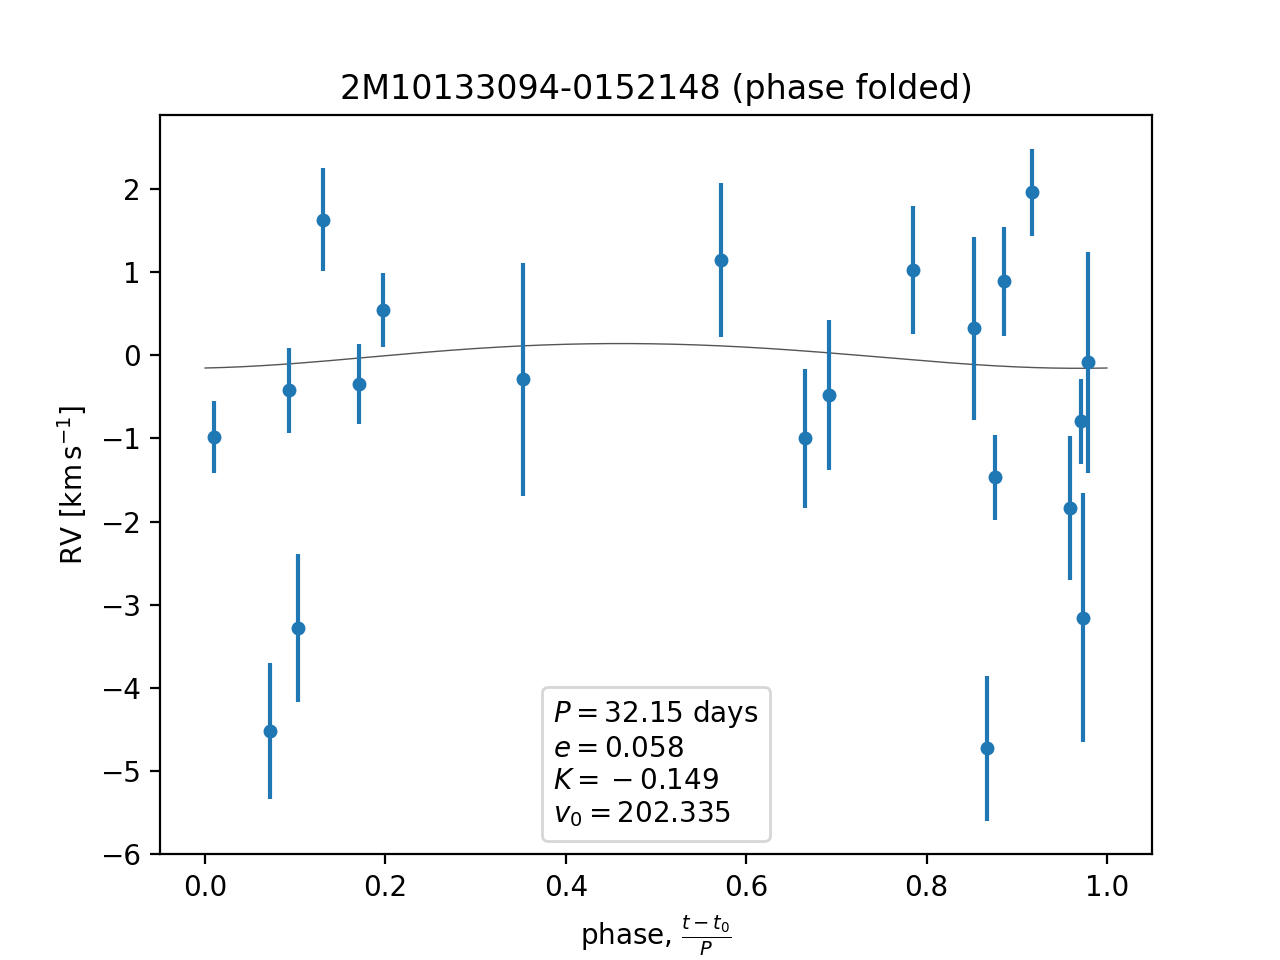 2M10133094-0152148 (phase folded)
2
1
0
−1
−2
−3
−4
−5
−6
RV [km s⁻¹]
P = 32.15 days
e = 0.058
K = −0.149
v₀ = 202.335
0.0 0.2 0.4 0.6 0.8 1.0
phase, (t − t₀)/P